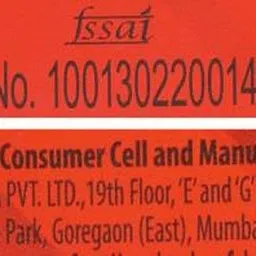 fssai
No. 100130220014
Consumer Cell and Manu
PVT. LTD., 19th Floor, 'E' and 'G'
Park, Goregaon (East), Mumba